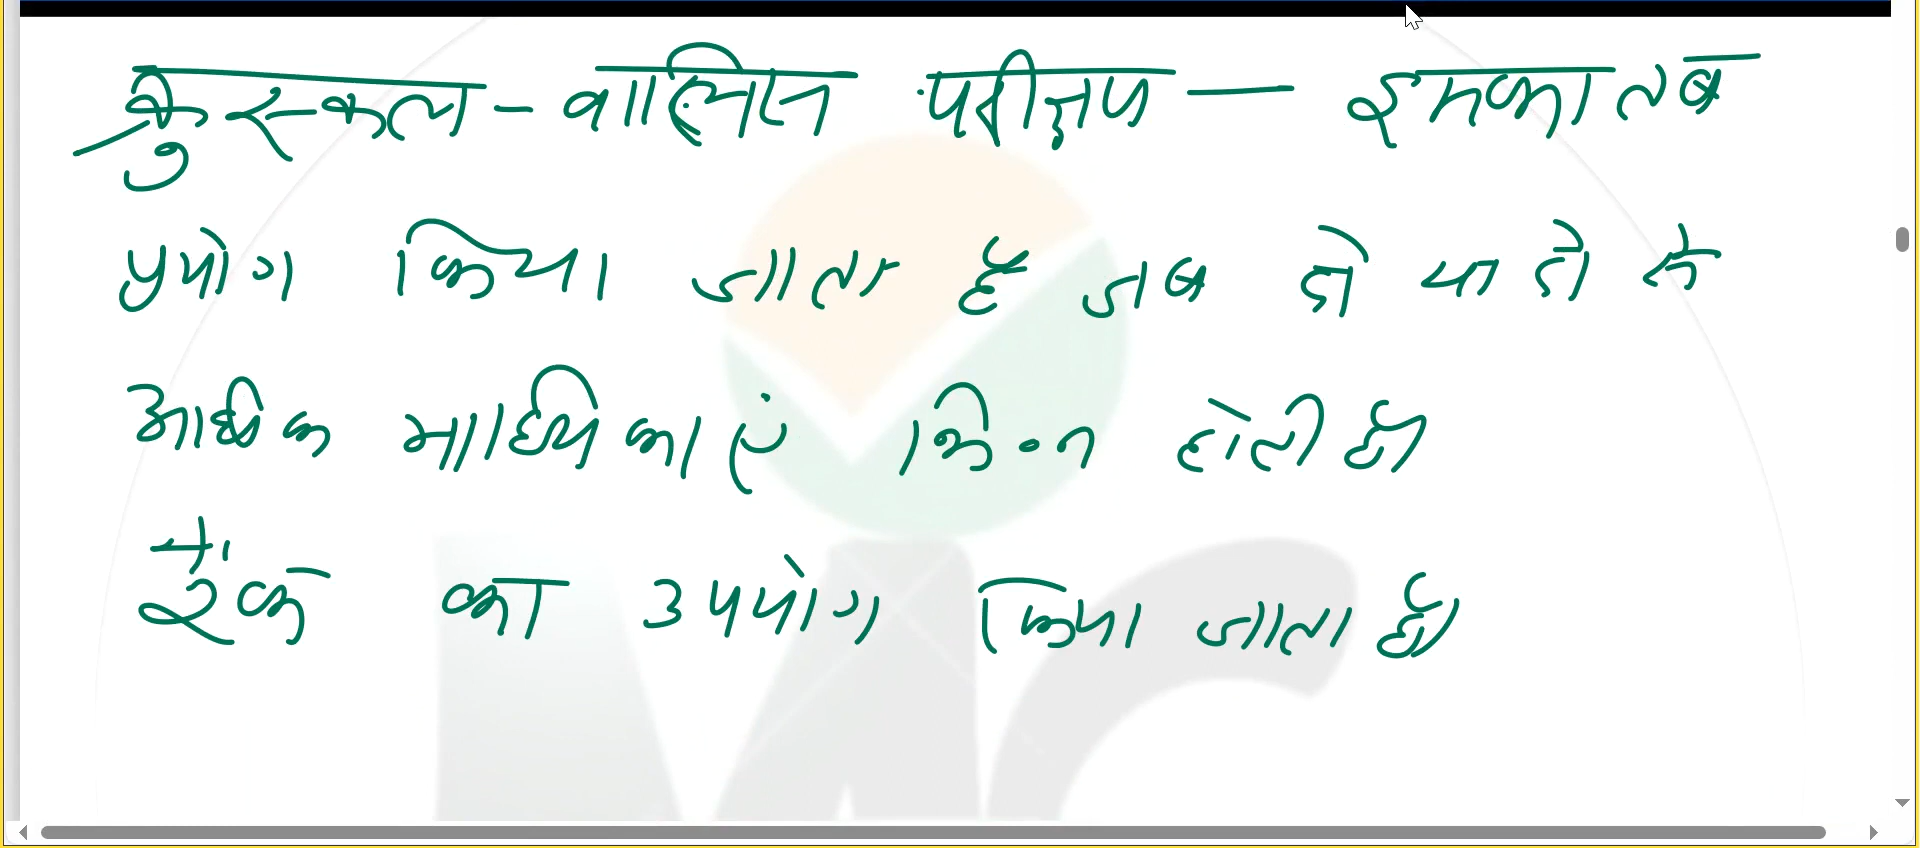 क्रुस्कल - वालिस परीक्षण — इसका तब
प्रयोग किया जाता है जब दो या दो से
अधिक माध्यिकाएं भिन्न होती है।
रैंक का उपयोग किया जाता है।